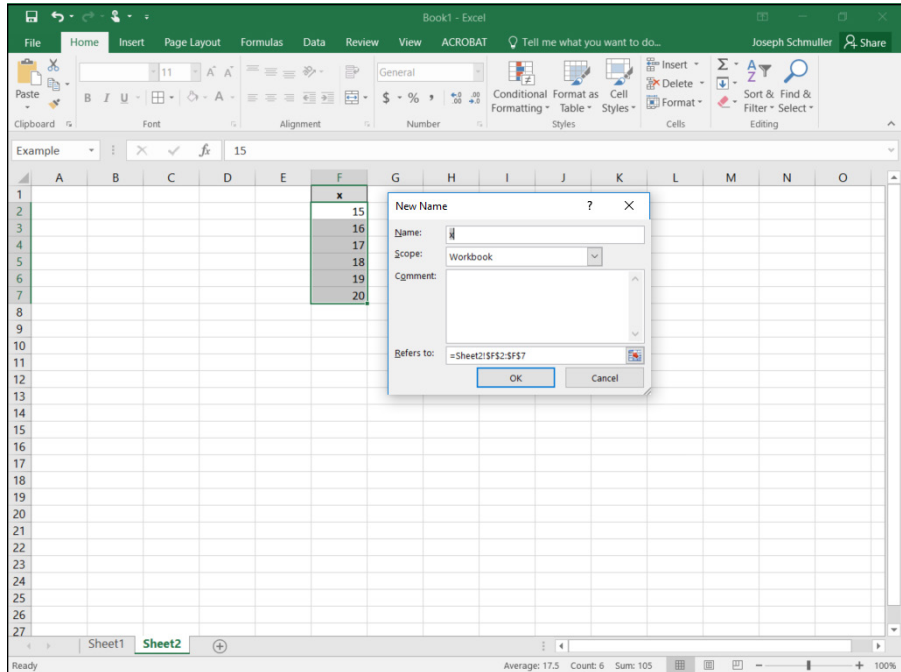 Book1 - Excel
File Home Insert Page Layout Formulas Data Review View ACROBAT Tell me what you want to do... Joseph Schmuller Share
Paste
11 A A
General
Conditional Formatting
Format as Table
Cell Styles
Insert
Delete
Format
Σ
Sort & Filter
Find & Select
B I U A
$ % ,
Clipboard Font Alignment Number Styles Cells Editing
Example fx 15
A B C D E F G H I J K L M N O
1 x
2 15
3 16
4 17
5 18
6 19
7 20
8
9
10
11
12
13
14
15
16
17
18
19
20
21
22
23
24
25
26
27
New Name ? X
Name: x
Scope: Workbook
Comment:
Refers to: =Sheet2!$F$2:$F$7
OK Cancel
Sheet1 Sheet2
Ready Average: 17.5 Count: 6 Sum: 105 100%